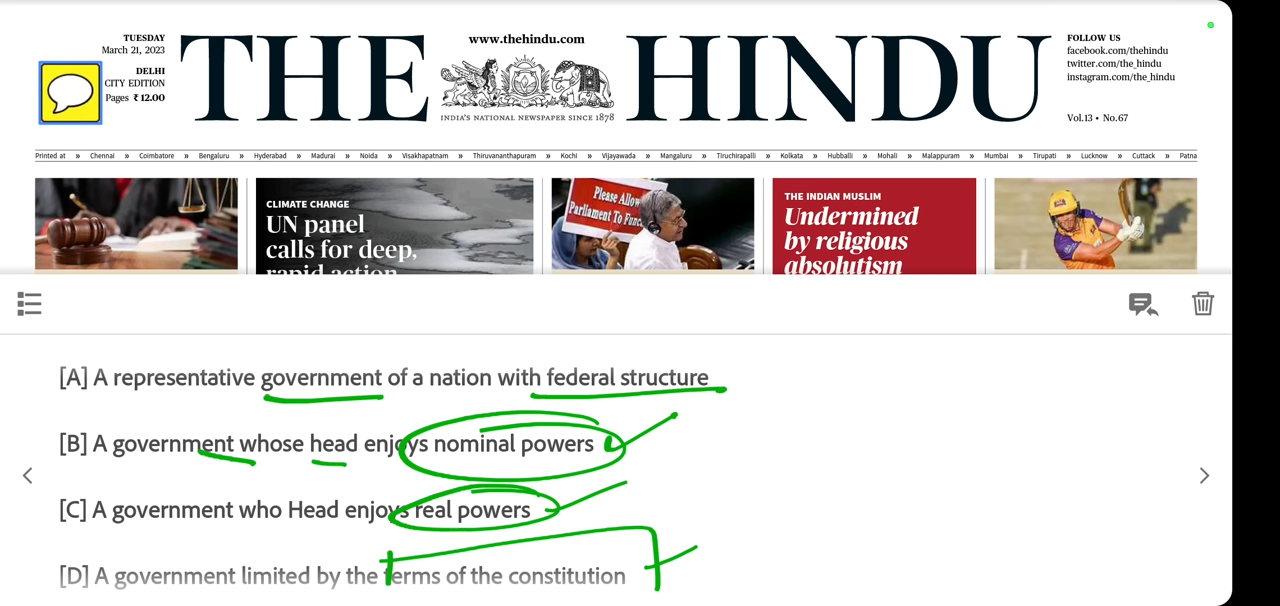 TUESDAY
March 21, 2023
DELHI
CITY EDITION
Pages ₹ 12.00
THE HINDU
www.thehindu.com
INDIA'S NATIONAL NEWSPAPER SINCE 1878
FOLLOW US
facebook.com/thehindu
twitter.com/the_hindu
instagram.com/the_hindu
Vol.13 • No.67
Printed at » Chennai » Coimbatore » Bengaluru » Hyderabad » Madurai » Noida » Visakhapatnam » Thiruvananthapuram » Kochi » Vijayawada » Mangaluru » Tiruchirapalli » Kolkata » Hubballi » Mohali » Malappuram » Mumbai » Tirupati » Lucknow » Cuttack » Patna
CLIMATE CHANGE
UN panel
calls for deep,
rapid action
Please Allow
Parliament To Func
THE INDIAN MUSLIM
Undermined
by religious
absolutism
[A] A representative government of a nation with federal structure
[B] A government whose head enjoys nominal powers
[C] A government who Head enjoys real powers
[D] A government limited by the terms of the constitution